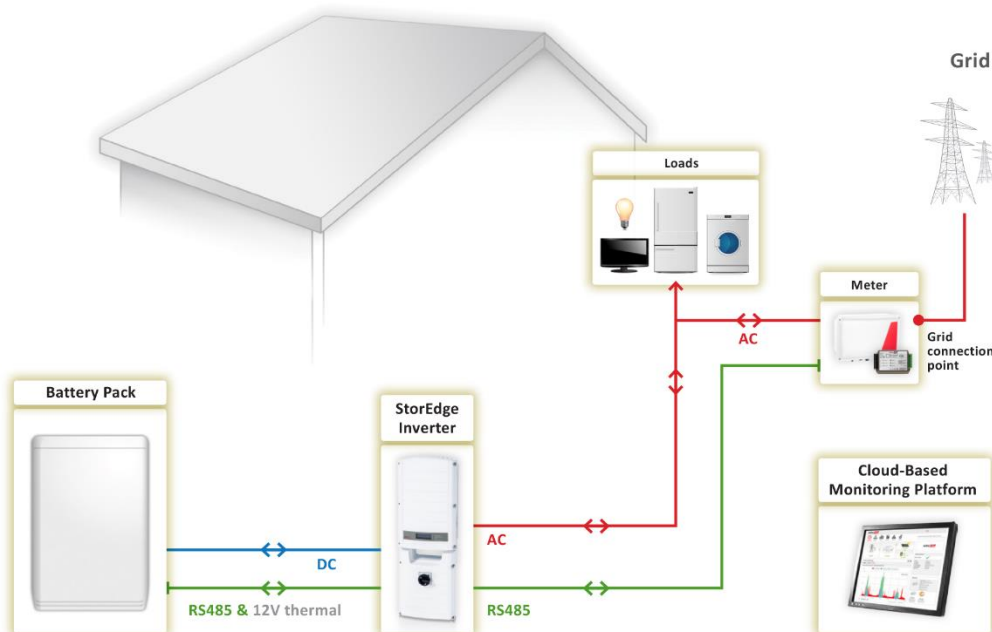 Grid
Loads
Meter
AC
Grid
connection
point
Battery Pack
StorEdge
Inverter
Cloud-Based
Monitoring Platform
AC
DC
RS485 & 12V thermal
RS485